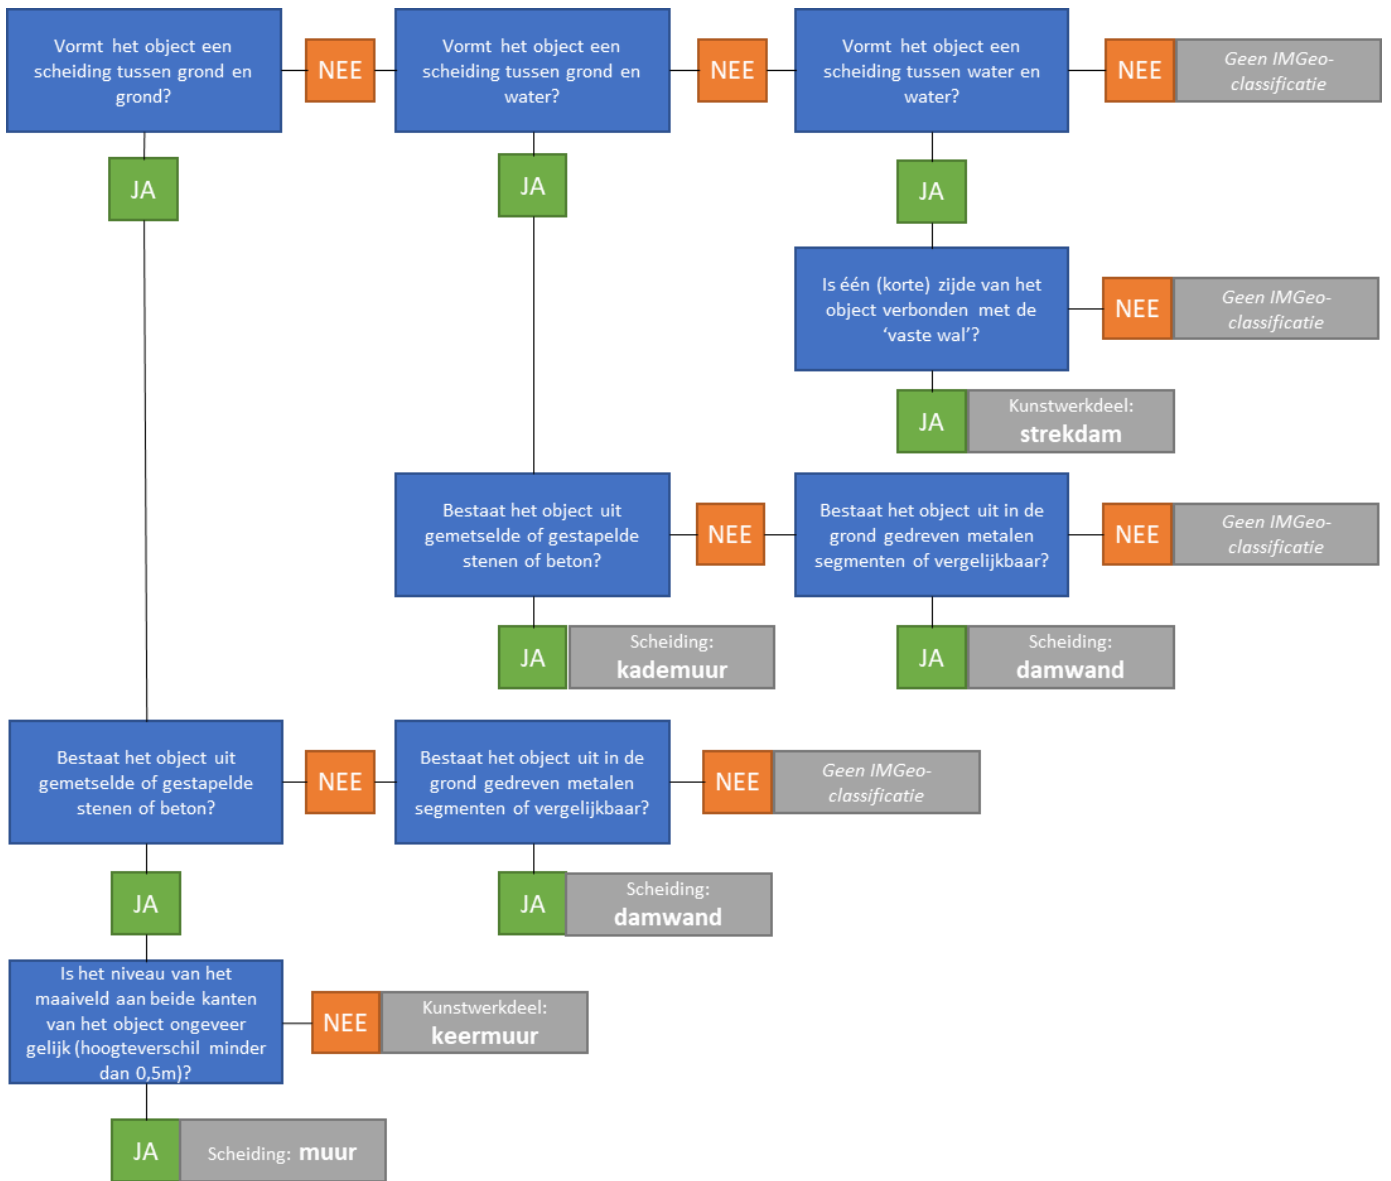 Vormt het object een
scheiding tussen grond en
grond?
NEE
Vormt het object een
scheiding tussen grond en
water?
NEE
Vormt het object een
scheiding tussen water en
water?
NEE
Geen IMGeo-
classificatie
JA
JA
JA
Is één (korte) zijde van het
object verbonden met de
‘vaste wal’?
NEE
Geen IMGeo-
classificatie
JA
Kunstwerkdeel:
strekdam
Bestaat het object uit
gemetselde of gestapelde
stenen of beton?
NEE
Bestaat het object uit in de
grond gedreven metalen
segmenten of vergelijkbaar?
NEE
Geen IMGeo-
classificatie
JA
Scheiding:
kademuur
JA
Scheiding:
damwand
Bestaat het object uit
gemetselde of gestapelde
stenen of beton?
NEE
Bestaat het object uit in de
grond gedreven metalen
segmenten of vergelijkbaar?
NEE
Geen IMGeo-
classificatie
JA
JA
Scheiding:
damwand
Is het niveau van het
maaiveld aan beide kanten
van het object ongeveer
gelijk (hoogteverschil minder
dan 0,5m)?
NEE
Kunstwerkdeel:
keermuur
JA
Scheiding: muur